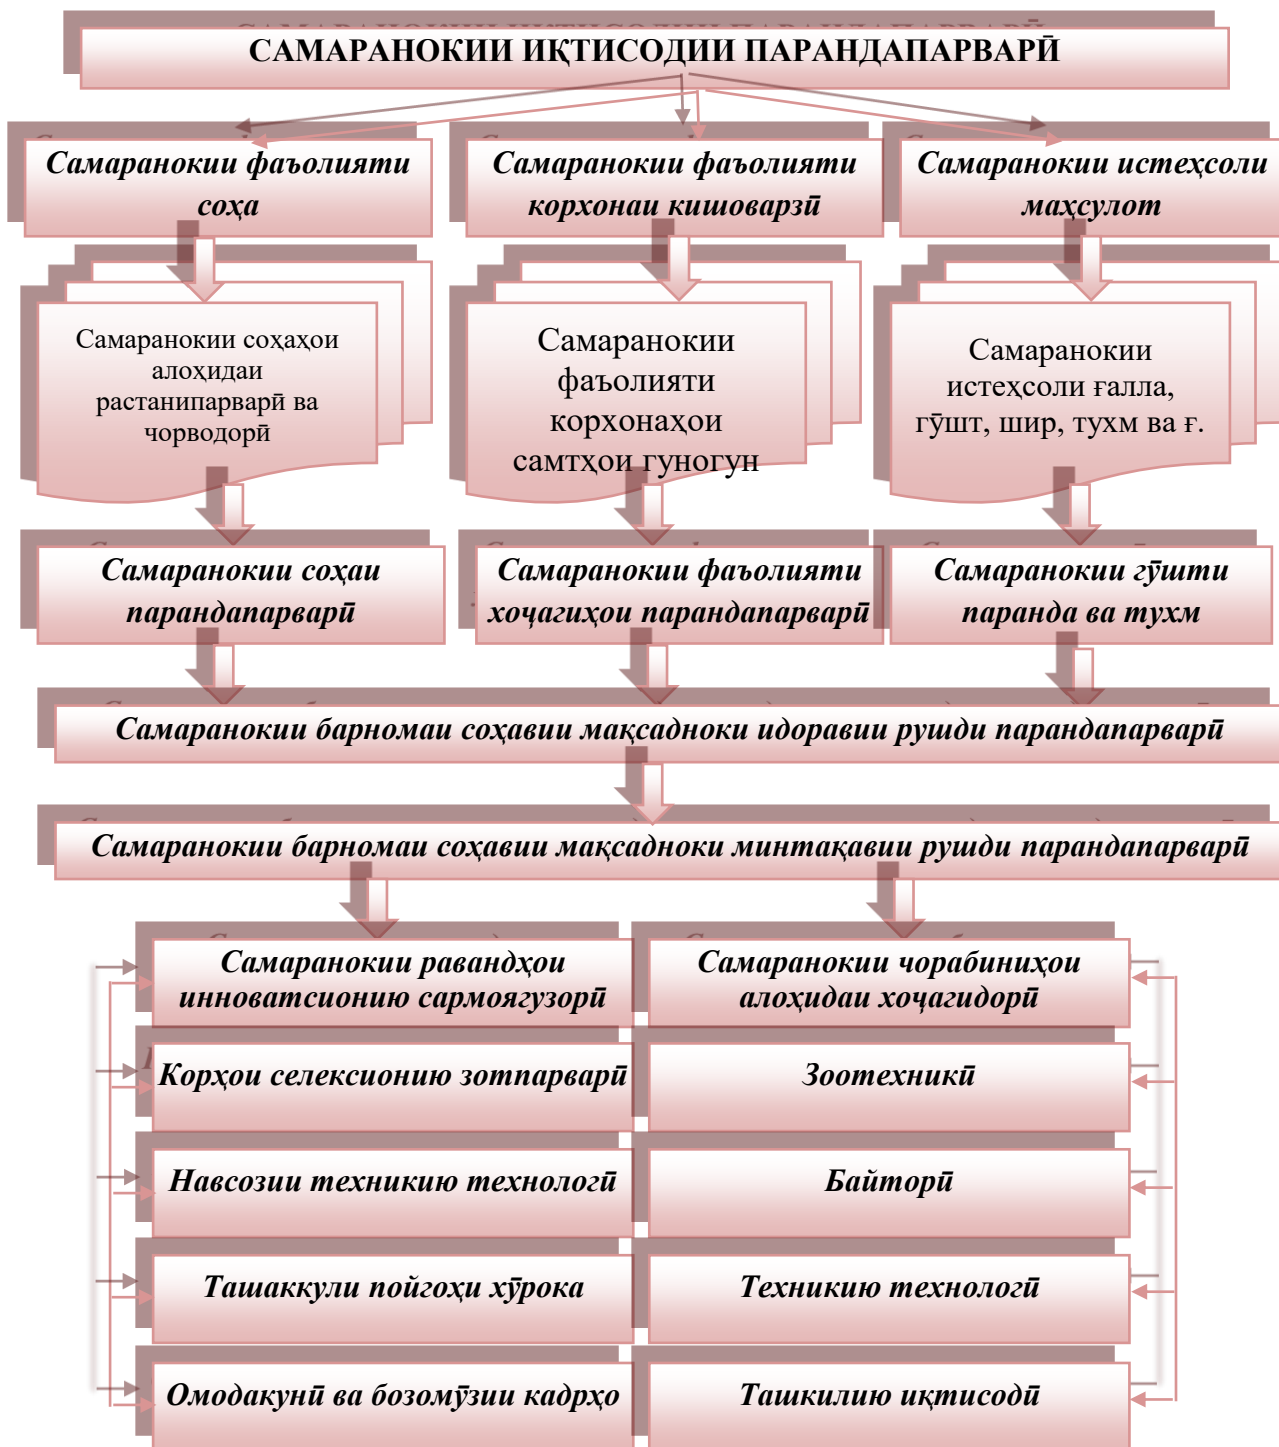 САМАРАНОКИИ ИҚТИСОДИИ ПАРАНДАПАРВАРӢ
Самаранокии фаъолияти
соҳа
Самаранокии фаъолияти
корхонаи кишоварзӣ
Самаранокии истеҳсоли
маҳсулот
Самаранокии соҳаҳои
алоҳидаи
растанипарварӣ ва
чорводорӣ
Самаранокии
фаъолияти
корхонаҳои
самтҳои гуногун
Самаранокии
истеҳсоли ғалла,
гӯшт, шир, тухм ва ғ.
Самаранокии соҳаи
парандапарварӣ
Самаранокии фаъолияти
хоҷагиҳои парандапарварӣ
Самаранокии гӯшти
паранда ва тухм
Самаранокии барномаи соҳавии мақсадноки идоравии рушди парандапарварӣ
Самаранокии барномаи соҳавии мақсадноки минтақавии рушди парандапарварӣ
Самаранокии равандҳои
инноватсионию сармоягузорӣ
Самаранокии чорабиниҳои
алоҳидаи хоҷагидорӣ
Корҳои селексионию зотпарварӣ
Зоотехникӣ
Навсозии техникию технологӣ
Байторӣ
Ташаккули пойгоҳи хӯрока
Техникию технологӣ
Омодакунӣ ва бозомӯзии кадрҳо
Ташкилию иқтисодӣ